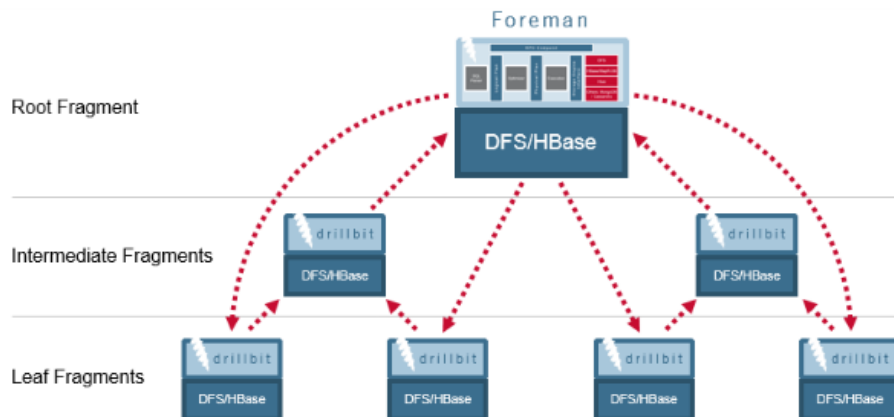 Foreman
Root Fragment
DFS/HBase
drillbit
drillbit
Intermediate Fragments
DFS/HBase
DFS/HBase
drillbit
drillbit
drillbit
drillbit
Leaf Fragments
DFS/HBase
DFS/HBase
DFS/HBase
DFS/HBase